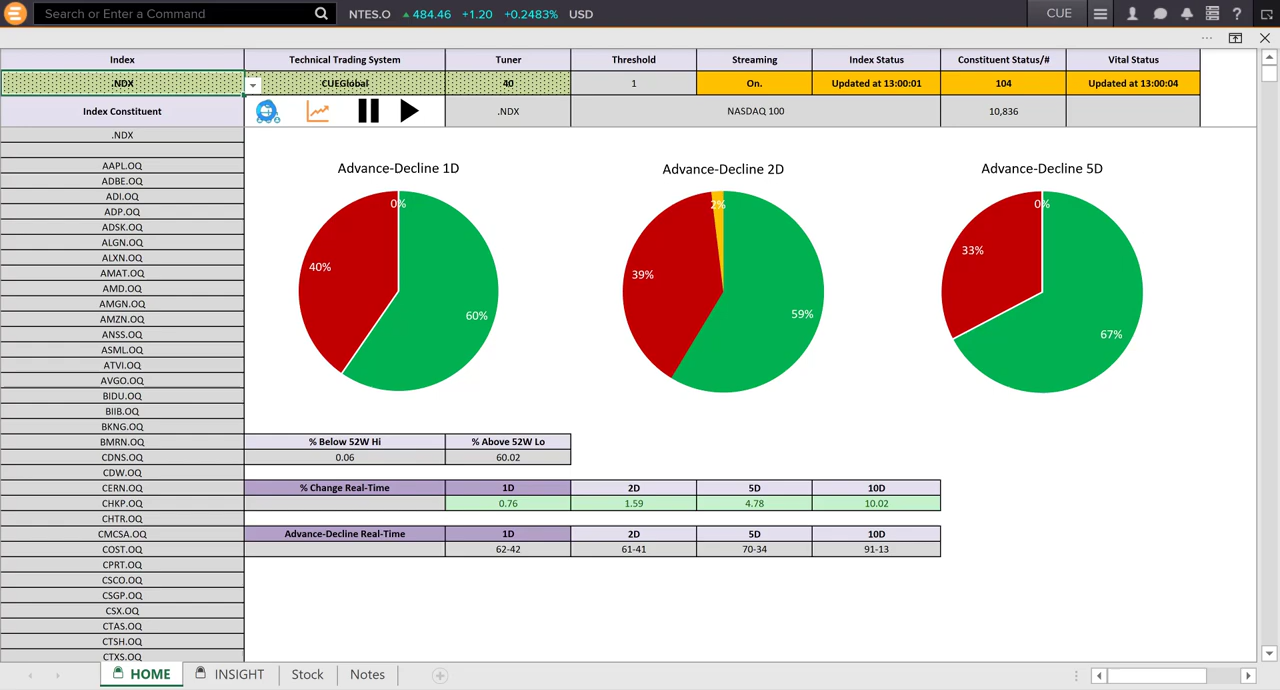 Search or Enter a Command NTES.O 484.46 +1.20 +0.2483% USD CUE ?
Index Technical Trading System Tuner Threshold Streaming Index Status Constituent Status/# Vital Status
.NDX CUEGlobal 40 1 On. Updated at 13:00:01 104 Updated at 13:00:04
Index Constituent .NDX NASDAQ 100 10,836
.NDX
AAPL.OQ
ADBE.OQ
ADI.OQ
ADP.OQ
ADSK.OQ
ALGN.OQ
ALXN.OQ
AMAT.OQ
AMD.OQ
AMGN.OQ
AMZN.OQ
ANSS.OQ
ASML.OQ
ATVI.OQ
AVGO.OQ
BIDU.OQ
BIIB.OQ
BKNG.OQ
BMRN.OQ
CDNS.OQ
CDW.OQ
CERN.OQ
CHKP.OQ
CHTR.OQ
CMCSA.OQ
COST.OQ
CPRT.OQ
CSCO.OQ
CSGP.OQ
CSX.OQ
CTAS.OQ
CTSH.OQ
CTXS.OQ
Advance-Decline 1D
0%
40%
60%
Advance-Decline 2D
2%
39%
59%
Advance-Decline 5D
0%
33%
67%
% Below 52W Hi % Above 52W Lo
0.06 60.02
% Change Real-Time 1D 2D 5D 10D
0.76 1.59 4.78 10.02
Advance-Decline Real-Time 1D 2D 5D 10D
62-42 61-41 70-34 91-13
HOME INSIGHT Stock Notes